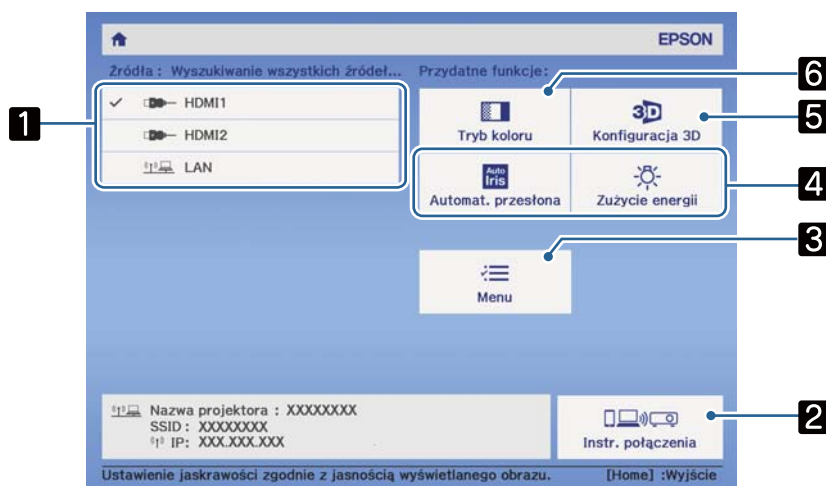 EPSON
Źródła : Wyszukiwanie wszystkich źródeł...
Przydatne funkcje:
1
✓ HDMI1
HDMI2
LAN
6
Tryb koloru
5
3D
Konfiguracja 3D
4
Auto
Iris
Automat. przesłona
Zużycie energii
3
Menu
Nazwa projektora : XXXXXXXX
SSID : XXXXXXXX
IP: XXX.XXX.XXX
2
Instr. połączenia
Ustawienie jaskrawości zgodnie z jasnością wyświetlanego obrazu.
[Home] :Wyjście